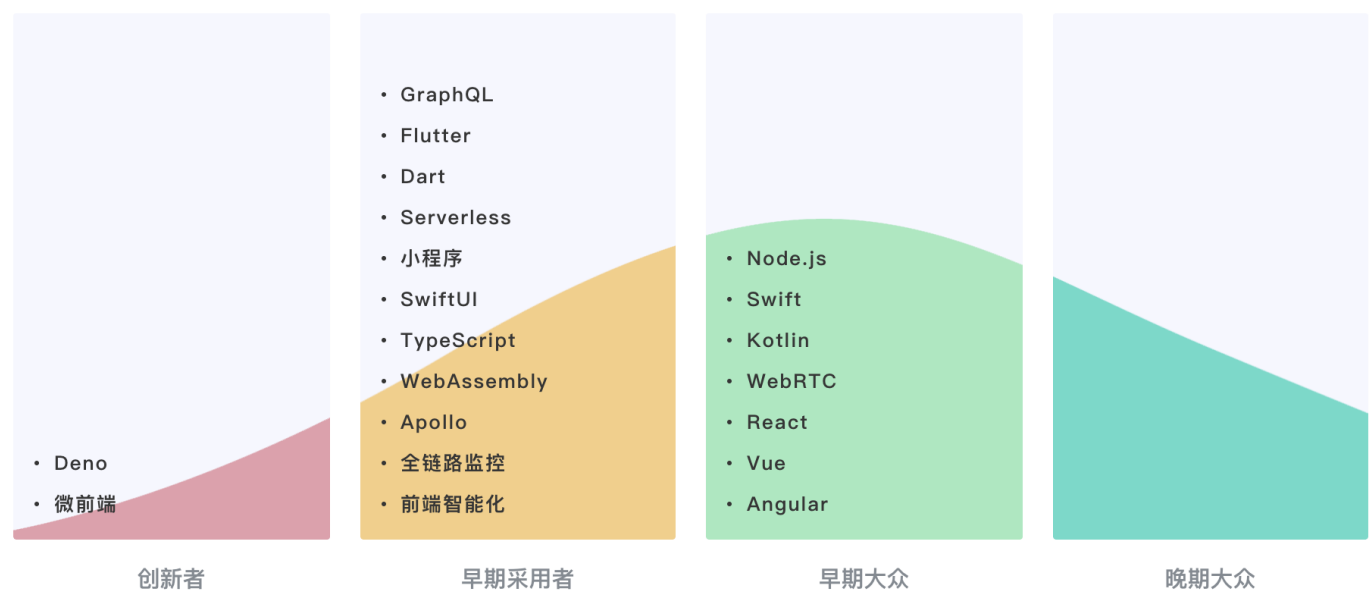 • Deno
• 微前端
创新者
• GraphQL
• Flutter
• Dart
• Serverless
• 小程序
• SwiftUI
• TypeScript
• WebAssembly
• Apollo
• 全链路监控
• 前端智能化
早期采用者
• Node.js
• Swift
• Kotlin
• WebRTC
• React
• Vue
• Angular
早期大众
晚期大众